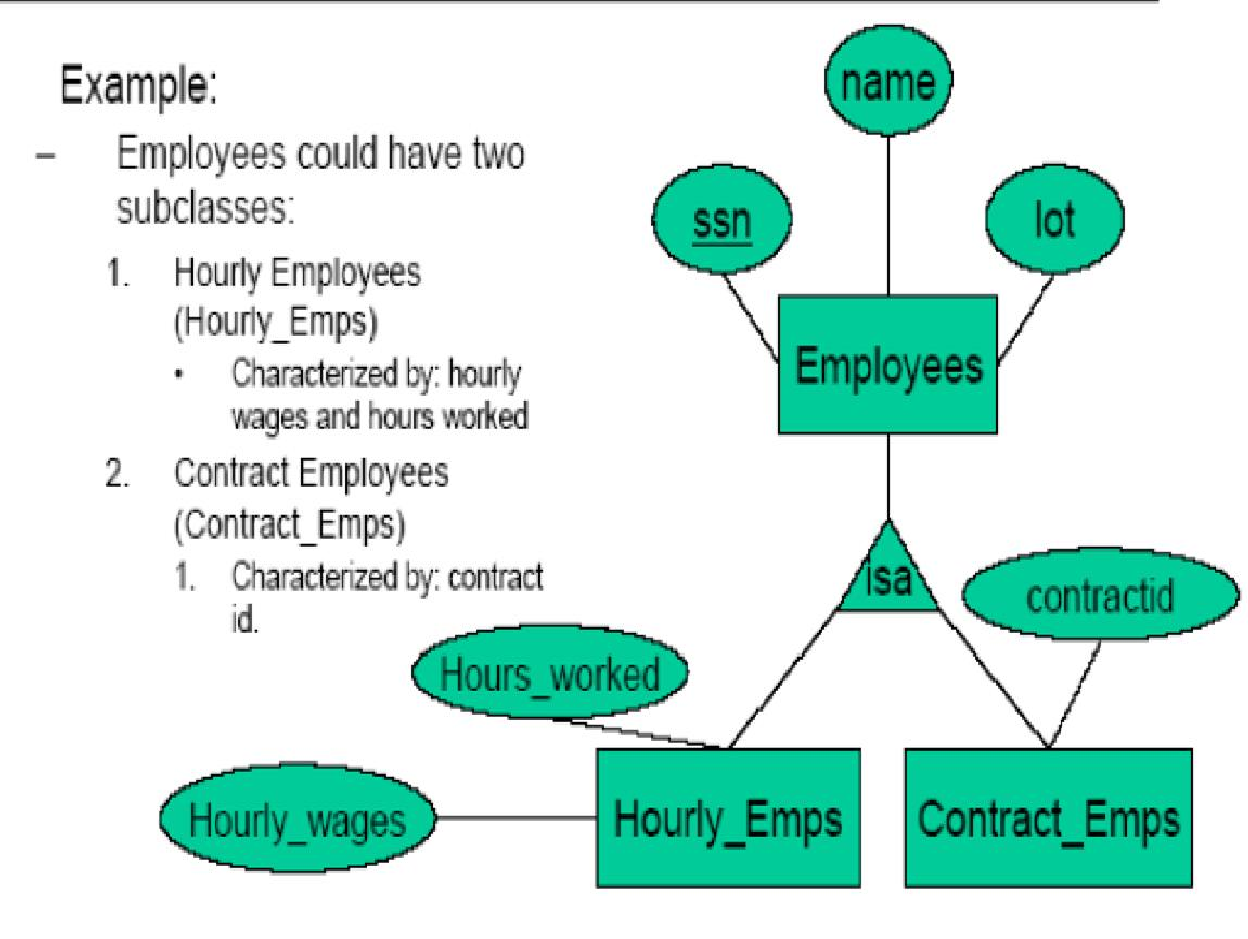 Example:
– Employees could have two
subclasses:
1. Hourly Employees
(Hourly_Emps)
• Characterized by: hourly
wages and hours worked
2. Contract Employees
(Contract_Emps)
1. Characterized by: contract
id.
name
ssn
lot
Employees
isa
contractid
Hours_worked
Hourly_wages
Hourly_Emps
Contract_Emps